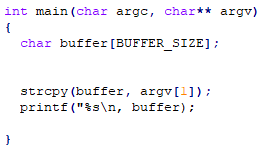 int main(char argc, char** argv)
{
char buffer[BUFFER_SIZE];
strcpy(buffer, argv[1]);
printf("%s\n, buffer);
}